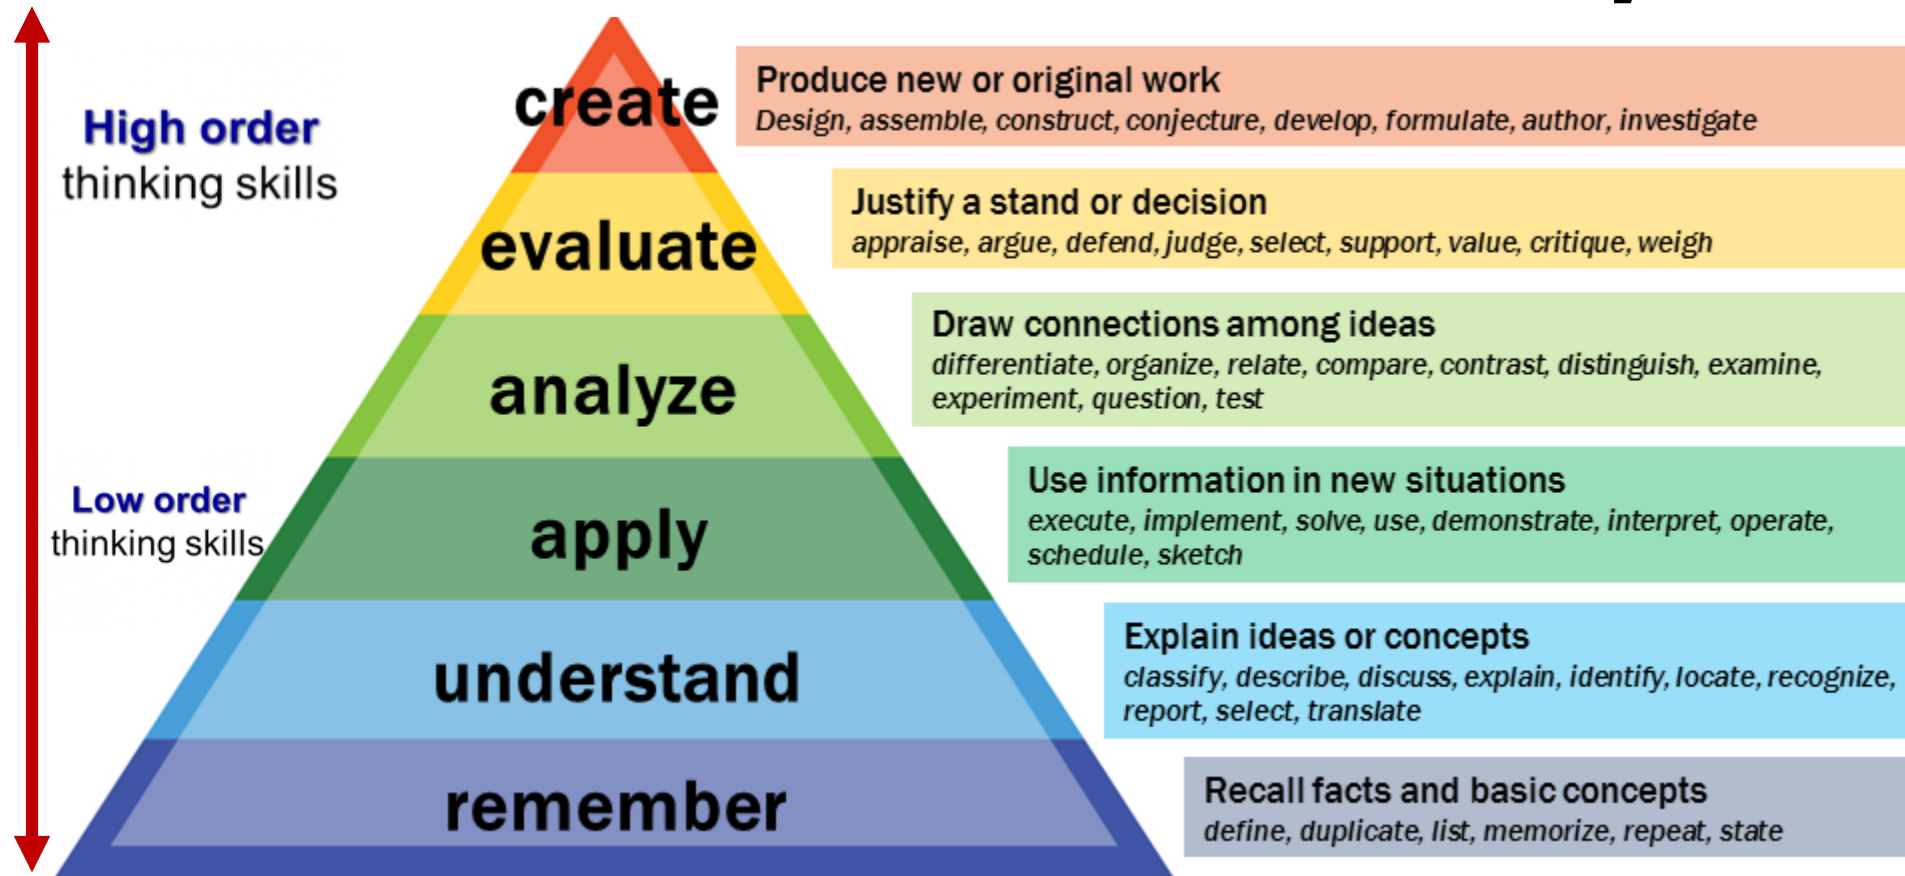 High order
thinking skills
Low order
thinking skills
create
Produce new or original work
Design, assemble, construct, conjecture, develop, formulate, author, investigate
evaluate
Justify a stand or decision
appraise, argue, defend, judge, select, support, value, critique, weigh
analyze
Draw connections among ideas
differentiate, organize, relate, compare, contrast, distinguish, examine,
experiment, question, test
apply
Use information in new situations
execute, implement, solve, use, demonstrate, interpret, operate,
schedule, sketch
understand
Explain ideas or concepts
classify, describe, discuss, explain, identify, locate, recognize,
report, select, translate
remember
Recall facts and basic concepts
define, duplicate, list, memorize, repeat, state